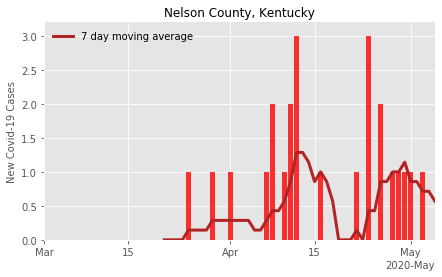 Nelson County, Kentucky
7 day moving average
New Covid-19 Cases
3.0
2.5
2.0
1.5
1.0
0.5
0.0
Mar 15 Apr 15 May
2020-May